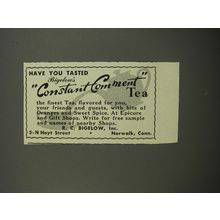 HAVE YOU TASTED
Bigelow's
"Constant Comment"
Tea
the finest Tea, flavored for you,
your friends and guests, with bits of
Oranges and Sweet Spice. At Epicure
and Gift Shops. Write for free sample
and names of nearby Shops.
R. C. BIGELOW, Inc.
5-N Hoyt Street Norwalk, Conn.